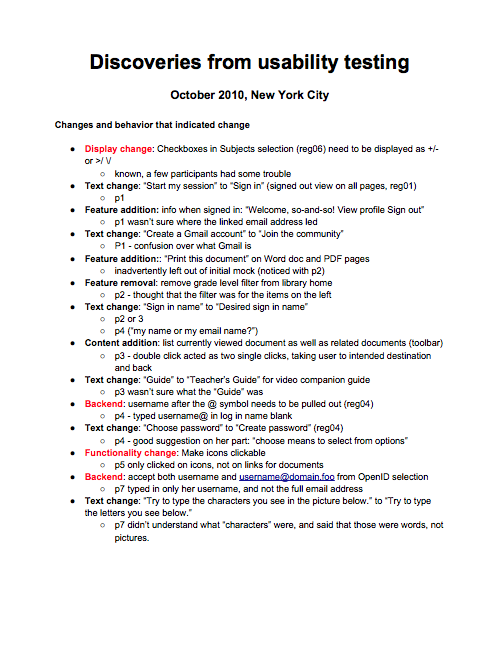 Discoveries from usability testing
October 2010, New York City
Changes and behavior that indicated change
● Display change: Checkboxes in Subjects selection (reg06) need to be displayed as +/-
or >/ \/
○ known, a few participants had some trouble
● Text change: “Start my session” to “Sign in” (signed out view on all pages, reg01)
○ p1
● Feature addition: info when signed in: “Welcome, so-and-so! View profile Sign out”
○ p1 wasn’t sure where the linked email address led
● Text change: “Create a Gmail account” to “Join the community”
○ P1 - confusion over what Gmail is
● Feature addition:: “Print this document” on Word doc and PDF pages
○ inadvertently left out of initial mock (noticed with p2)
● Feature removal: remove grade level filter from library home
○ p2 - thought that the filter was for the items on the left
● Text change: “Sign in name” to “Desired sign in name”
○ p2 or 3
○ p4 (“my name or my email name?”)
● Content addition: list currently viewed document as well as related documents (toolbar)
○ p3 - double click acted as two single clicks, taking user to intended destination
and back
● Text change: “Guide” to “Teacher’s Guide” for video companion guide
○ p3 wasn’t sure what the “Guide” was
● Backend: username after the @ symbol needs to be pulled out (reg04)
○ p4 - typed username@ in log in name blank
● Text change: “Choose password” to “Create password” (reg04)
○ p4 - good suggestion on her part: “choose means to select from options”
● Functionality change: Make icons clickable
○ p5 only clicked on icons, not on links for documents
● Backend: accept both username and username@domain.foo from OpenID selection
○ p7 typed in only her username, and not the full email address
● Text change: “Try to type the characters you see in the picture below.” to “Try to type
the letters you see below.”
○ p7 didn’t understand what “characters” were, and said that those were words, not
pictures.